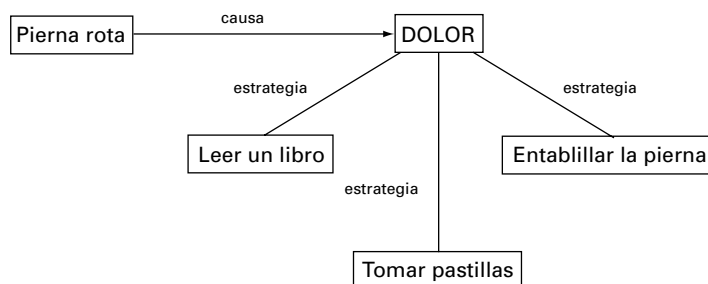 causa
Pierna rota
DOLOR
estrategia
estrategia
Leer un libro
Entablillar la pierna
estrategia
Tomar pastillas